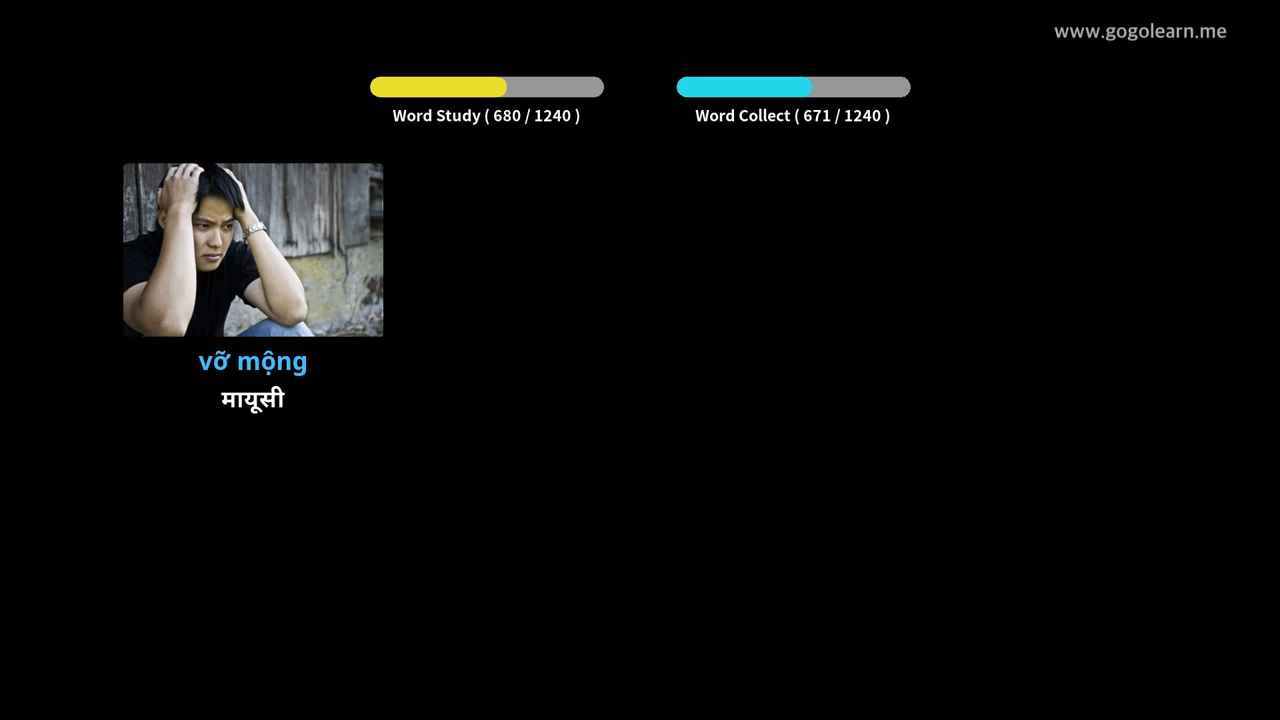 www.gogolearn.me
Word Study ( 680 / 1240 )
Word Collect ( 671 / 1240 )
vỡ mộng
मायूसी